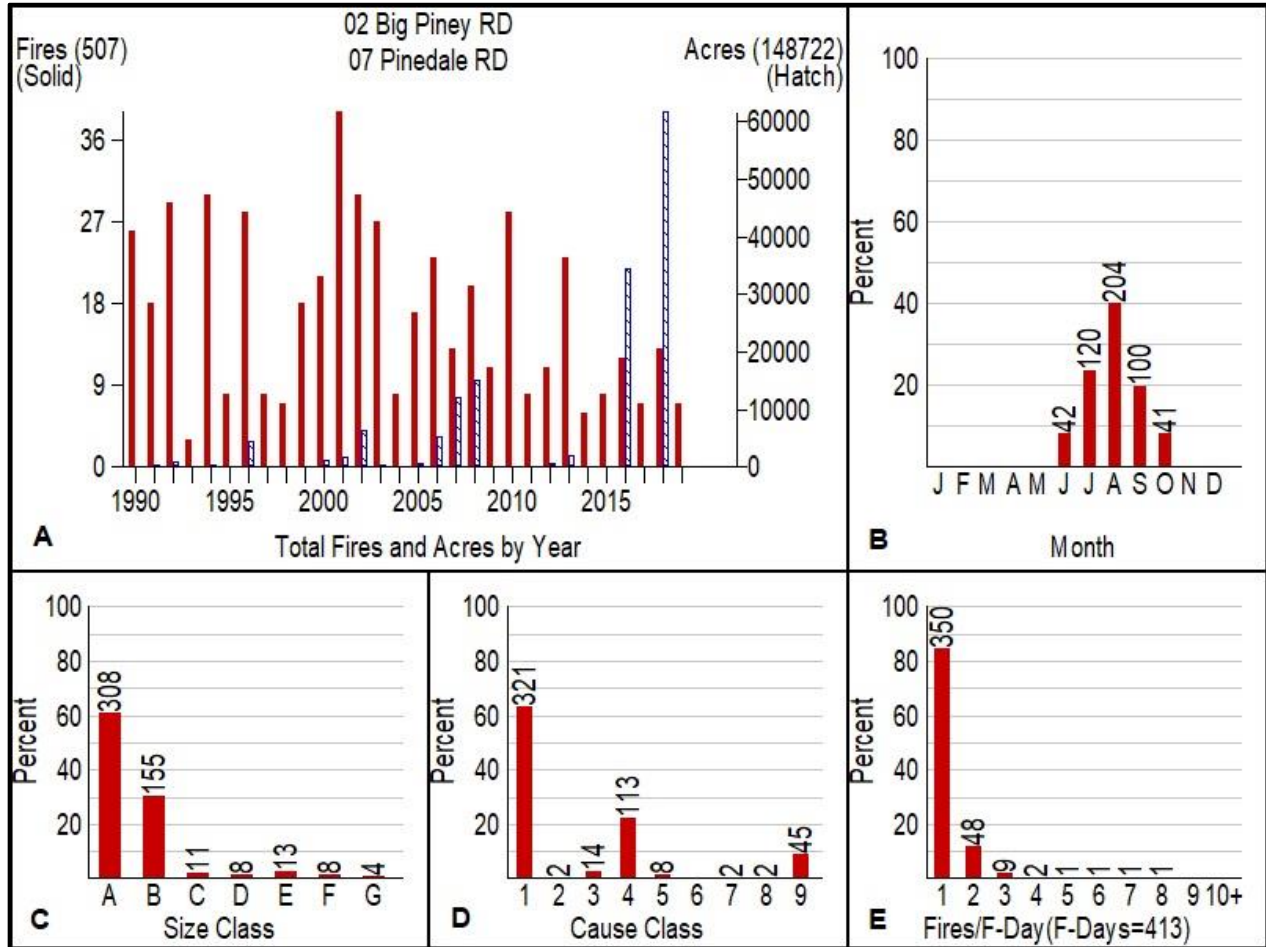 02 Big Piney RD
07 Pinedale RD
Fires (507)
(Solid)
Acres (148722)
(Hatch)
36
27
18
9
0
60000
50000
40000
30000
20000
10000
0
1990 1995 2000 2005 2010 2015
A
Total Fires and Acres by Year
100
80
60
40
20
Percent
42 120 204 100 41
J F M A M J J A S O N D
B
Month
100
80
60
40
20
Percent
308 155 11 8 13 8 4
A B C D E F G
C
Size Class
100
80
60
40
20
Percent
321 2 14 113 8 2 2 45
1 2 3 4 5 6 7 8 9
D
Cause Class
100
80
60
40
20
Percent
350 48 9 2 1 1 1 1
1 2 3 4 5 6 7 8 9 10+
E
Fires/F-Day(F-Days=413)